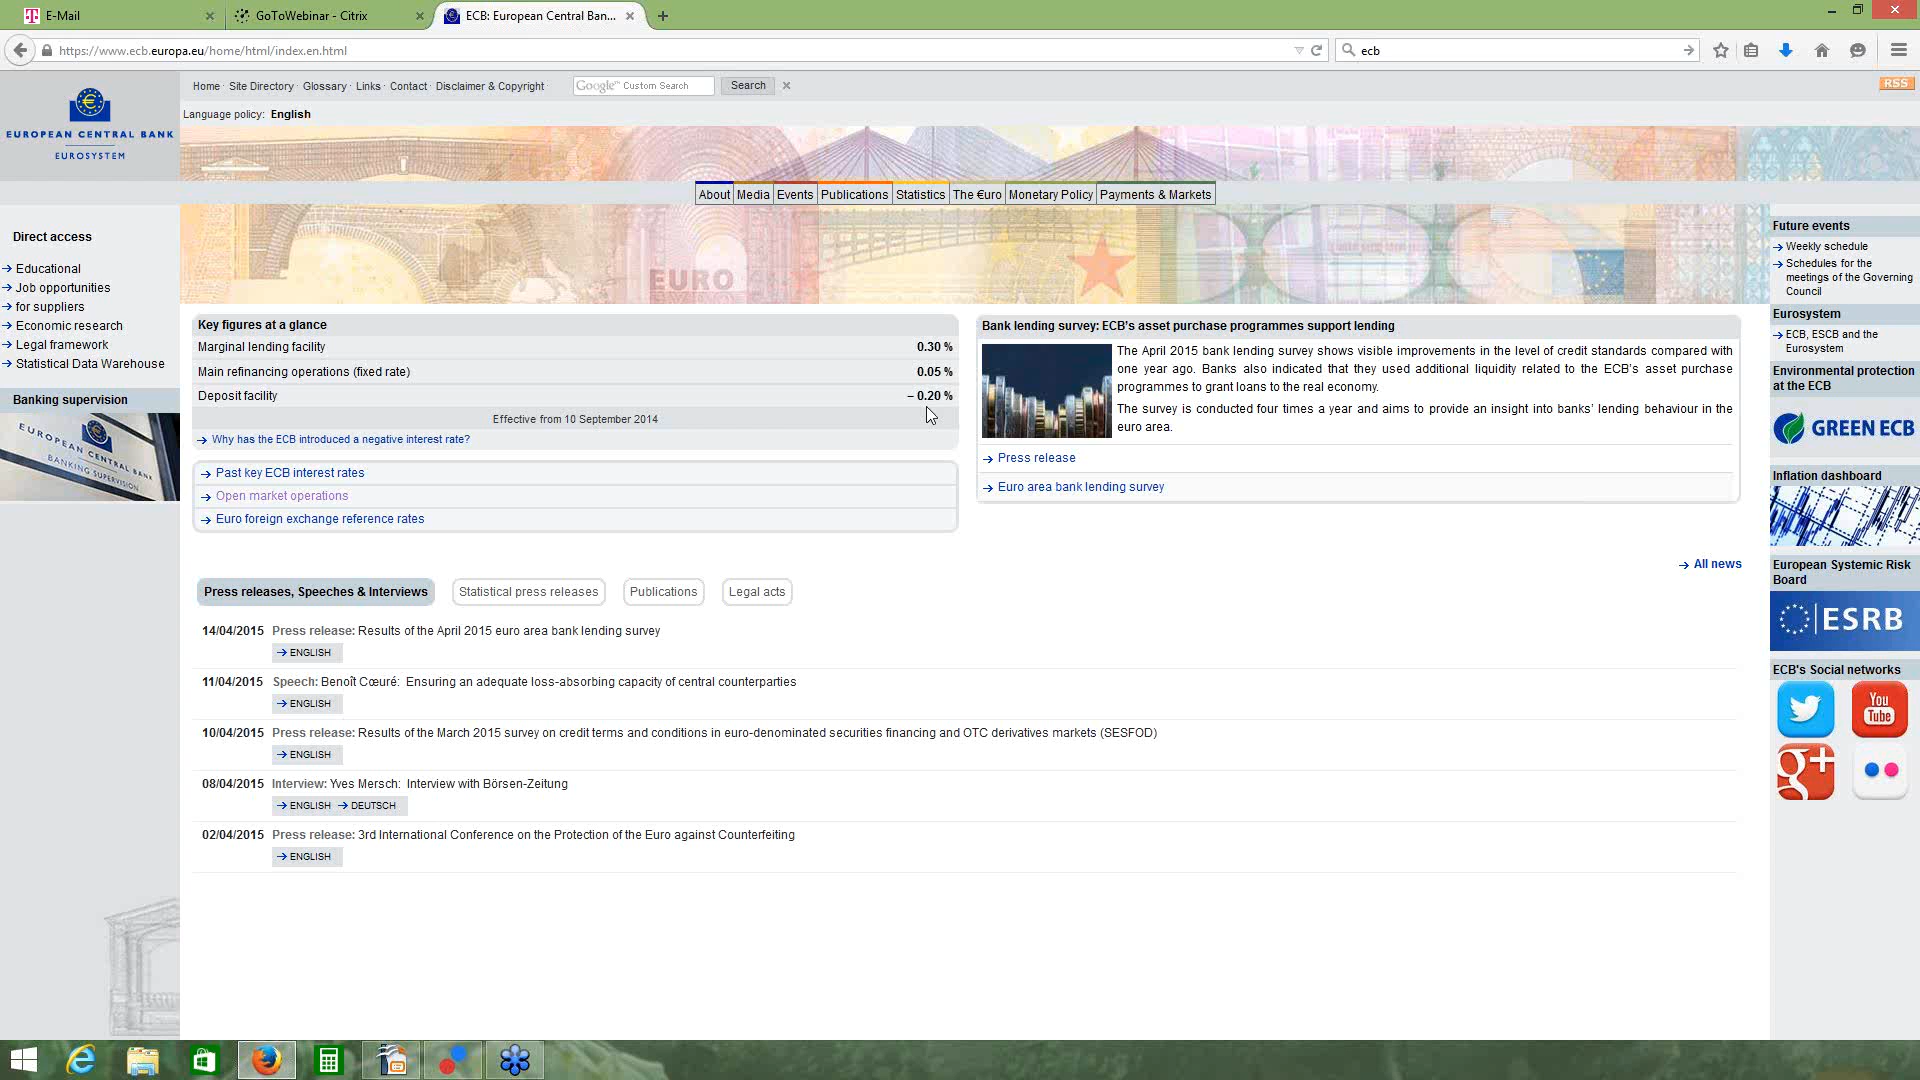 E-Mail
GoToWebinar - Citrix
ECB: European Central Ban...
https://www.ecb.europa.eu/home/html/index.en.html
ecb
Home · Site Directory · Glossary · Links · Contact · Disclaimer & Copyright
Google™ Custom Search
Search
RSS
EUROPEAN CENTRAL BANK
EUROSYSTEM
Language policy: English
About
Media
Events
Publications
Statistics
The €uro
Monetary Policy
Payments & Markets
EURO
Direct access
Educational
Job opportunities
for suppliers
Economic research
Legal framework
Statistical Data Warehouse
Banking supervision
EUROPEAN CENTRAL BANK
BANKING SUPERVISION
Key figures at a glance
Marginal lending facility 0.30 %
Main refinancing operations (fixed rate) 0.05 %
Deposit facility – 0.20 %
Effective from 10 September 2014
Why has the ECB introduced a negative interest rate?
Past key ECB interest rates
Open market operations
Euro foreign exchange reference rates
Bank lending survey: ECB's asset purchase programmes support lending
The April 2015 bank lending survey shows visible improvements in the level of credit standards compared with
one year ago. Banks also indicated that they used additional liquidity related to the ECB's asset purchase
programmes to grant loans to the real economy.
The survey is conducted four times a year and aims to provide an insight into banks' lending behaviour in the
euro area.
Press release
Euro area bank lending survey
All news
Press releases, Speeches & Interviews
Statistical press releases
Publications
Legal acts
14/04/2015 Press release: Results of the April 2015 euro area bank lending survey
ENGLISH
11/04/2015 Speech: Benoît Cœuré: Ensuring an adequate loss-absorbing capacity of central counterparties
ENGLISH
10/04/2015 Press release: Results of the March 2015 survey on credit terms and conditions in euro-denominated securities financing and OTC derivatives markets (SESFOD)
ENGLISH
08/04/2015 Interview: Yves Mersch: Interview with Börsen-Zeitung
ENGLISH DEUTSCH
02/04/2015 Press release: 3rd International Conference on the Protection of the Euro against Counterfeiting
ENGLISH
Future events
Weekly schedule
Schedules for the
meetings of the Governing
Council
Eurosystem
ECB, ESCB and the
Eurosystem
Environmental protection
at the ECB
GREEN ECB
Inflation dashboard
European Systemic Risk
Board
ESRB
ECB's Social networks
You
Tube
g+